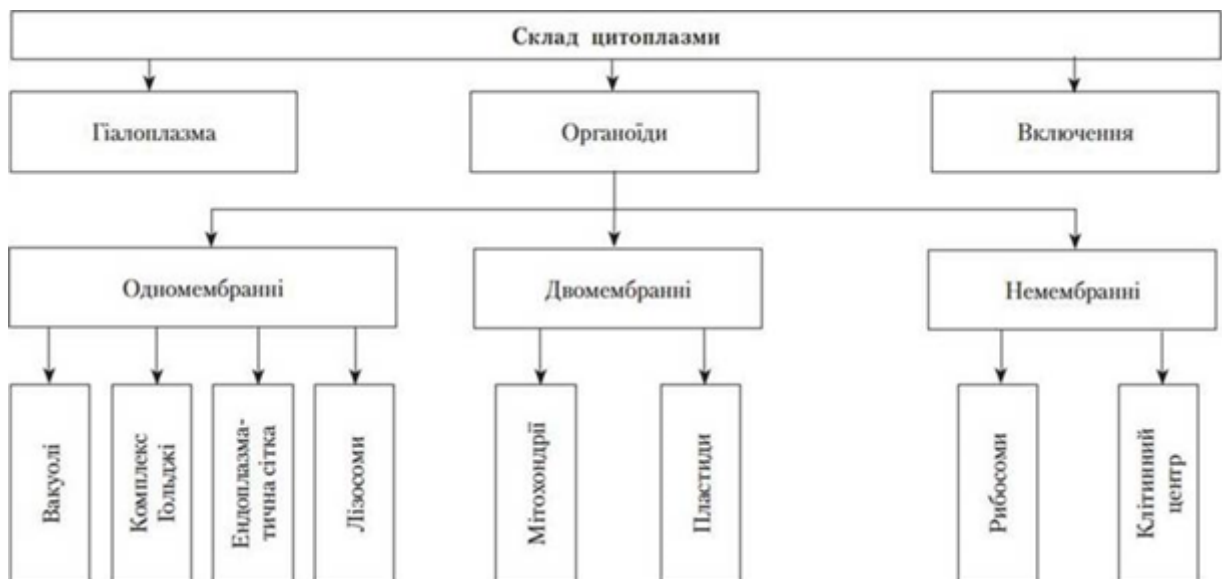 Склад цитоплазми
Гіалоплазма
Органоїди
Включення
Одномембранні
Двомембранні
Немембранні
Вакуолі
Комплекс
Гольджі
Ендоплазма-
тична сітка
Лізосоми
Мітохондрії
Пластиди
Рибосоми
Клітинний
центр